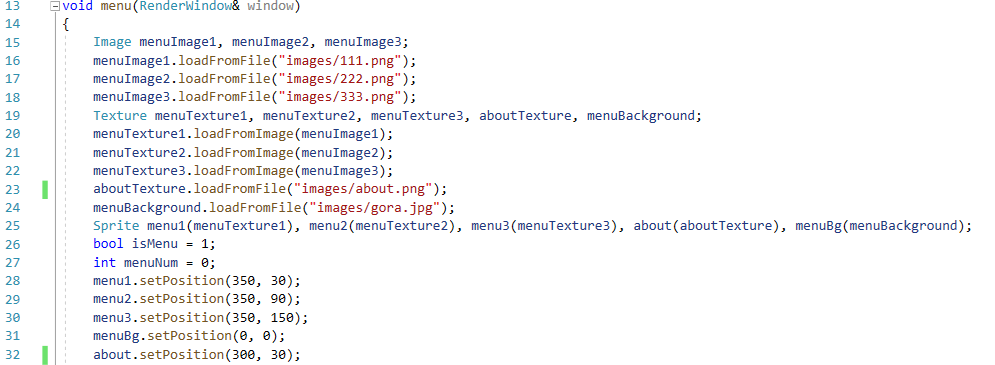 13 void menu(RenderWindow& window)
14 {
15 Image menuImage1, menuImage2, menuImage3;
16 menuImage1.loadFromFile("images/111.png");
17 menuImage2.loadFromFile("images/222.png");
18 menuImage3.loadFromFile("images/333.png");
19 Texture menuTexture1, menuTexture2, menuTexture3, aboutTexture, menuBackground;
20 menuTexture1.loadFromImage(menuImage1);
21 menuTexture2.loadFromImage(menuImage2);
22 menuTexture3.loadFromImage(menuImage3);
23 aboutTexture.loadFromFile("images/about.png");
24 menuBackground.loadFromFile("images/gora.jpg");
25 Sprite menu1(menuTexture1), menu2(menuTexture2), menu3(menuTexture3), about(aboutTexture), menuBg(menuBackground);
26 bool isMenu = 1;
27 int menuNum = 0;
28 menu1.setPosition(350, 30);
29 menu2.setPosition(350, 90);
30 menu3.setPosition(350, 150);
31 menuBg.setPosition(0, 0);
32 about.setPosition(300, 30);